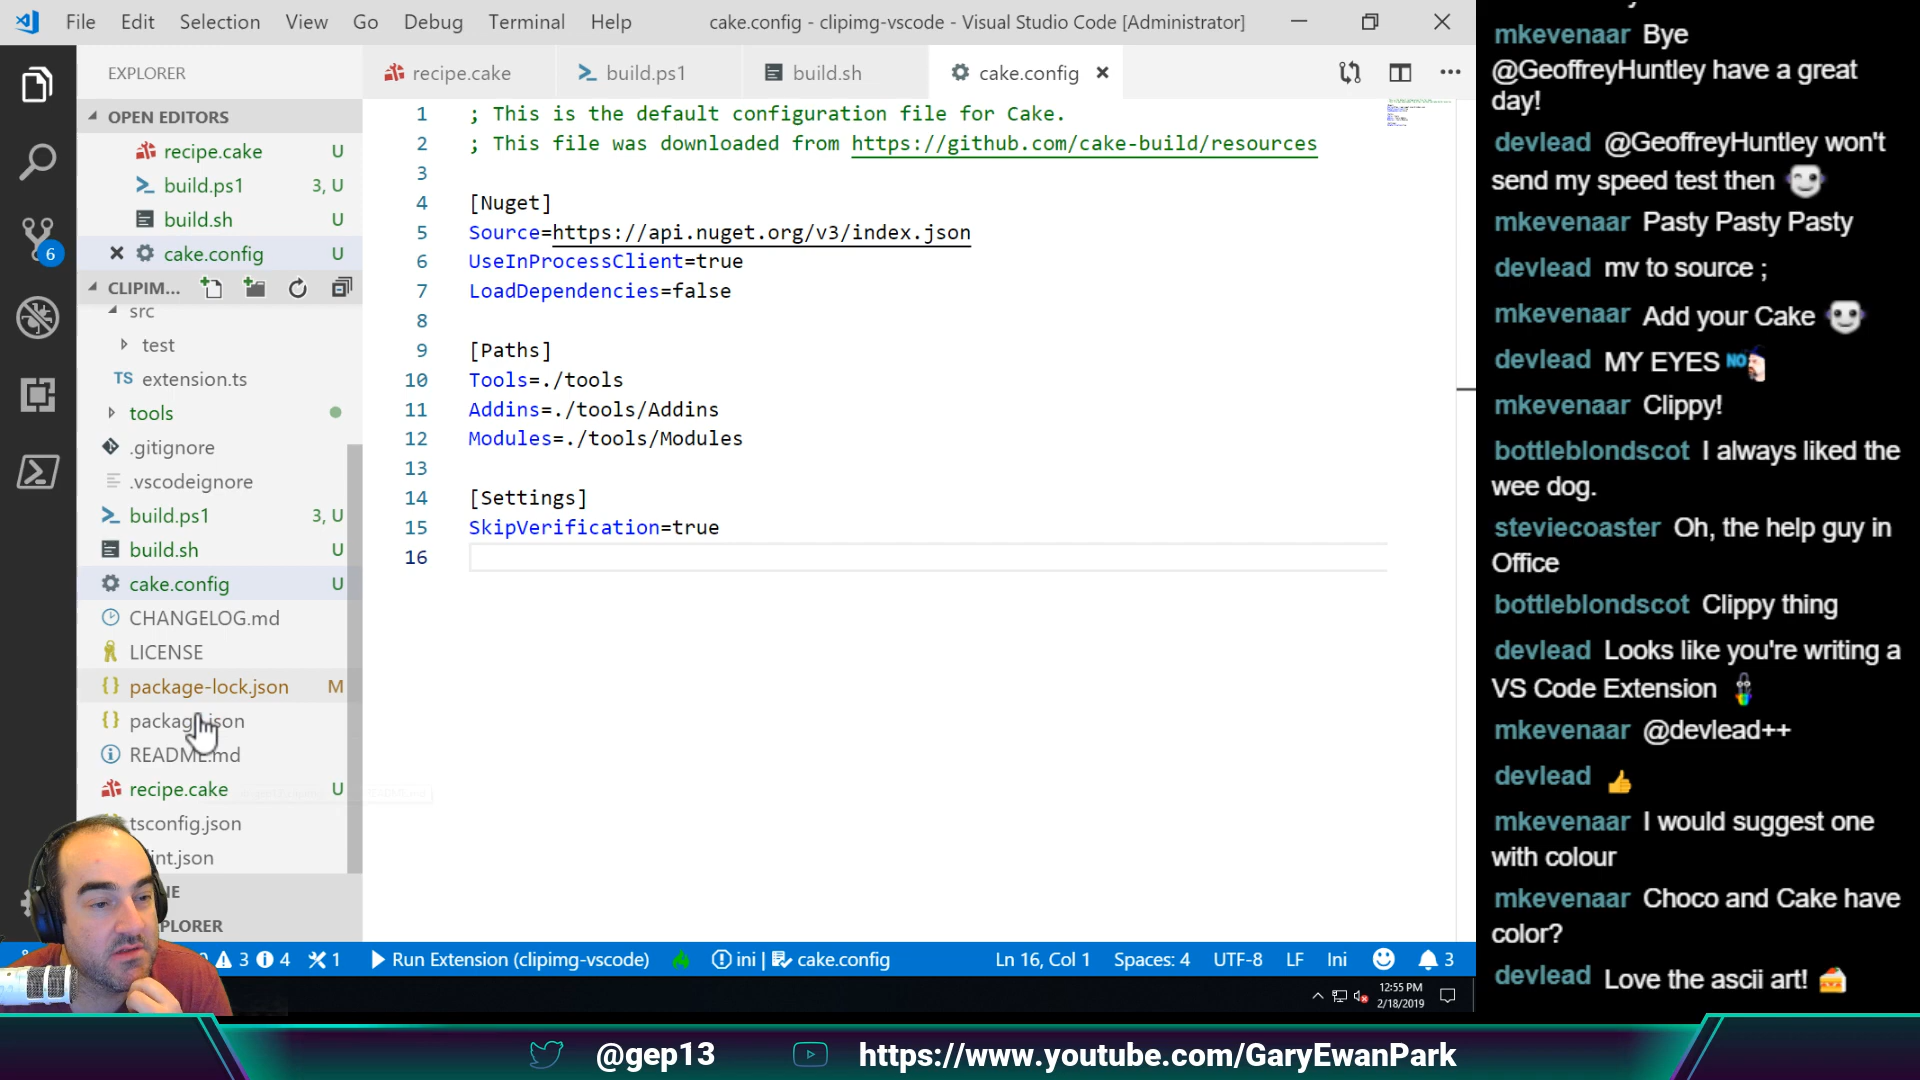 File Edit Selection View Go Debug Terminal Help
cake.config - clipimg-vscode - Visual Studio Code [Administrator]
EXPLORER
OPEN EDITORS
recipe.cake U
build.ps1 3, U
build.sh U
cake.config U
CLIPIM...
src
test
TS extension.ts
tools
.gitignore
.vscodeignore
build.ps1 3, U
build.sh U
cake.config U
CHANGELOG.md
LICENSE
package-lock.json M
README.md
recipe.cake U
tsconfig.json
int.json
PLORER
6
recipe.cake
build.ps1
build.sh
cake.config
1 ; This is the default configuration file for Cake.
2 ; This file was downloaded from https://github.com/cake-build/resources
3
4 [Nuget]
5 Source=https://api.nuget.org/v3/index.json
6 UseInProcessClient=true
7 LoadDependencies=false
8
9 [Paths]
10 Tools=./tools
11 Addins=./tools/Addins
12 Modules=./tools/Modules
13
14 [Settings]
15 SkipVerification=true
16
3 4 1 Run Extension (clipimg-vscode) ini | cake.config Ln 16, Col 1 Spaces: 4 UTF-8 LF Ini 3
12:55 PM
2/18/2019
mkevenaar Bye
@GeoffreyHuntley have a great
day!
devlead @GeoffreyHuntley won't
send my speed test then
mkevenaar Pasty Pasty Pasty
devlead mv to source ;
mkevenaar Add your Cake
devlead MY EYES NO
mkevenaar Clippy!
bottleblondscot I always liked the
wee dog.
steviecoaster Oh, the help guy in
Office
bottleblondscot Clippy thing
devlead Looks like you're writing a
VS Code Extension
mkevenaar @devlead++
devlead
mkevenaar I would suggest one
with colour
mkevenaar Choco and Cake have
color?
devlead Love the ascii art!
@gep13
https://www.youtube.com/GaryEwanPark